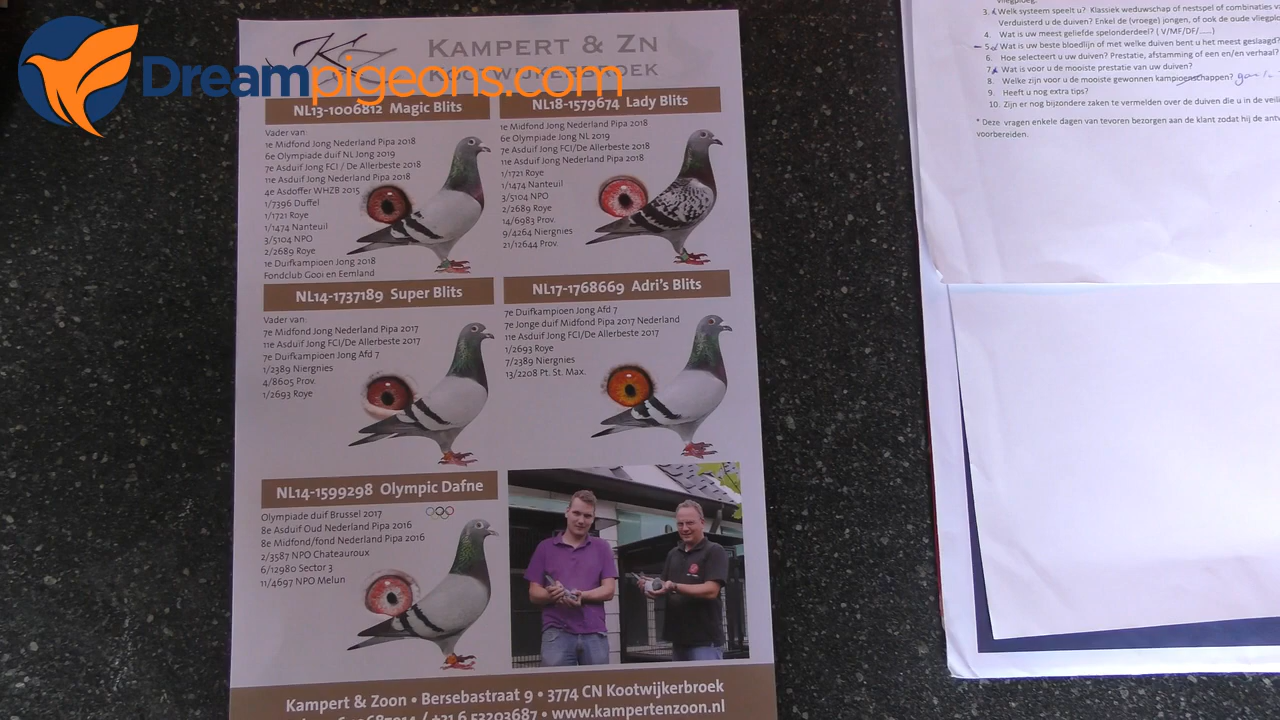 Dreampigeons.com
KAMPERT & ZN
NL13-1006812 Magic Blits
Vader van:
1e Midfond Jong Nederland Pipa 2018
6e Olympiade duif NL Jong 2019
7e Asduif Jong FCI / De Allerbeste 2018
11e Asduif Jong Nederland Pipa 2018
4e Asdoffer WHZB 2015
1/7396 Duffel
1/1721 Roye
1/1474 Nanteuil
3/5104 NPO
2/2689 Roye
1e Duifkampioen Jong 2018
Fondclub Gooi en Eemland
NL18-1579674 Lady Blits
1e Midfond Jong Nederland Pipa 2018
6e Olympiade Jong NL 2019
7e Asduif Jong FCI/De Allerbeste 2018
11e Asduif Jong Nederland Pipa 2018
1/1721 Roye
1/1474 Nanteuil
3/5104 NPO
2/2689 Roye
14/6983 Prov.
9/4264 Niergnies
21/12644 Prov.
NL14-1737189 Super Blits
Vader van:
7e Midfond Jong Nederland Pipa 2017
11e Asduif Jong FCI/De Allerbeste 2017
7e Duifkampioen Jong Afd 7
1/2389 Niergnies
4/8605 Prov.
1/2693 Roye
NL17-1768669 Adri's Blits
7e Duifkampioen Jong Afd 7
7e Jonge duif Midfond Pipa 2017 Nederland
11e Asduif Jong FCI/De Allerbeste 2017
1/2693 Roye
7/2389 Niergnies
13/2208 Pt. St. Max.
NL14-1599298 Olympic Dafne
Olympiade duif Brussel 2017
8e Asduif Oud Nederland Pipa 2016
8e Midfond/fond Nederland Pipa 2016
2/3587 NPO Chateauroux
6/12980 Sector 3
11/4697 NPO Melun
Kampert & Zoon • Bersebastraat 9 • 3774 CN Kootwijkerbroek
/ +31 6 53203687 • www.kampertenzoon.nl
vliegploeg.
3. Welk systeem speelt u? Klassiek weduwschap of nestspel of combinaties
Verduisterd u de duiven? Enkel de (vroege) jongen, of ook de oude
4. Wat is uw meest geliefde spelonderdeel? ( V/MF/DF/......)
5. Wat is uw beste bloedlijn of met welke duiven bent u het meest geslaagd?
6. Hoe selecteert u uw duiven? Prestatie, afstamming of een en/en verhaal?
7. Wat is voor u de mooiste prestatie van uw duiven?
8. Welke zijn voor u de mooiste gewonnen kampioenschappen?
9. Heeft u nog extra tips?
10. Zijn er nog bijzondere zaken te vermelden over de duiven die u in de
* Deze vragen enkele dagen van tevoren bezorgen aan de klant zodat hij de
voorbereiden.